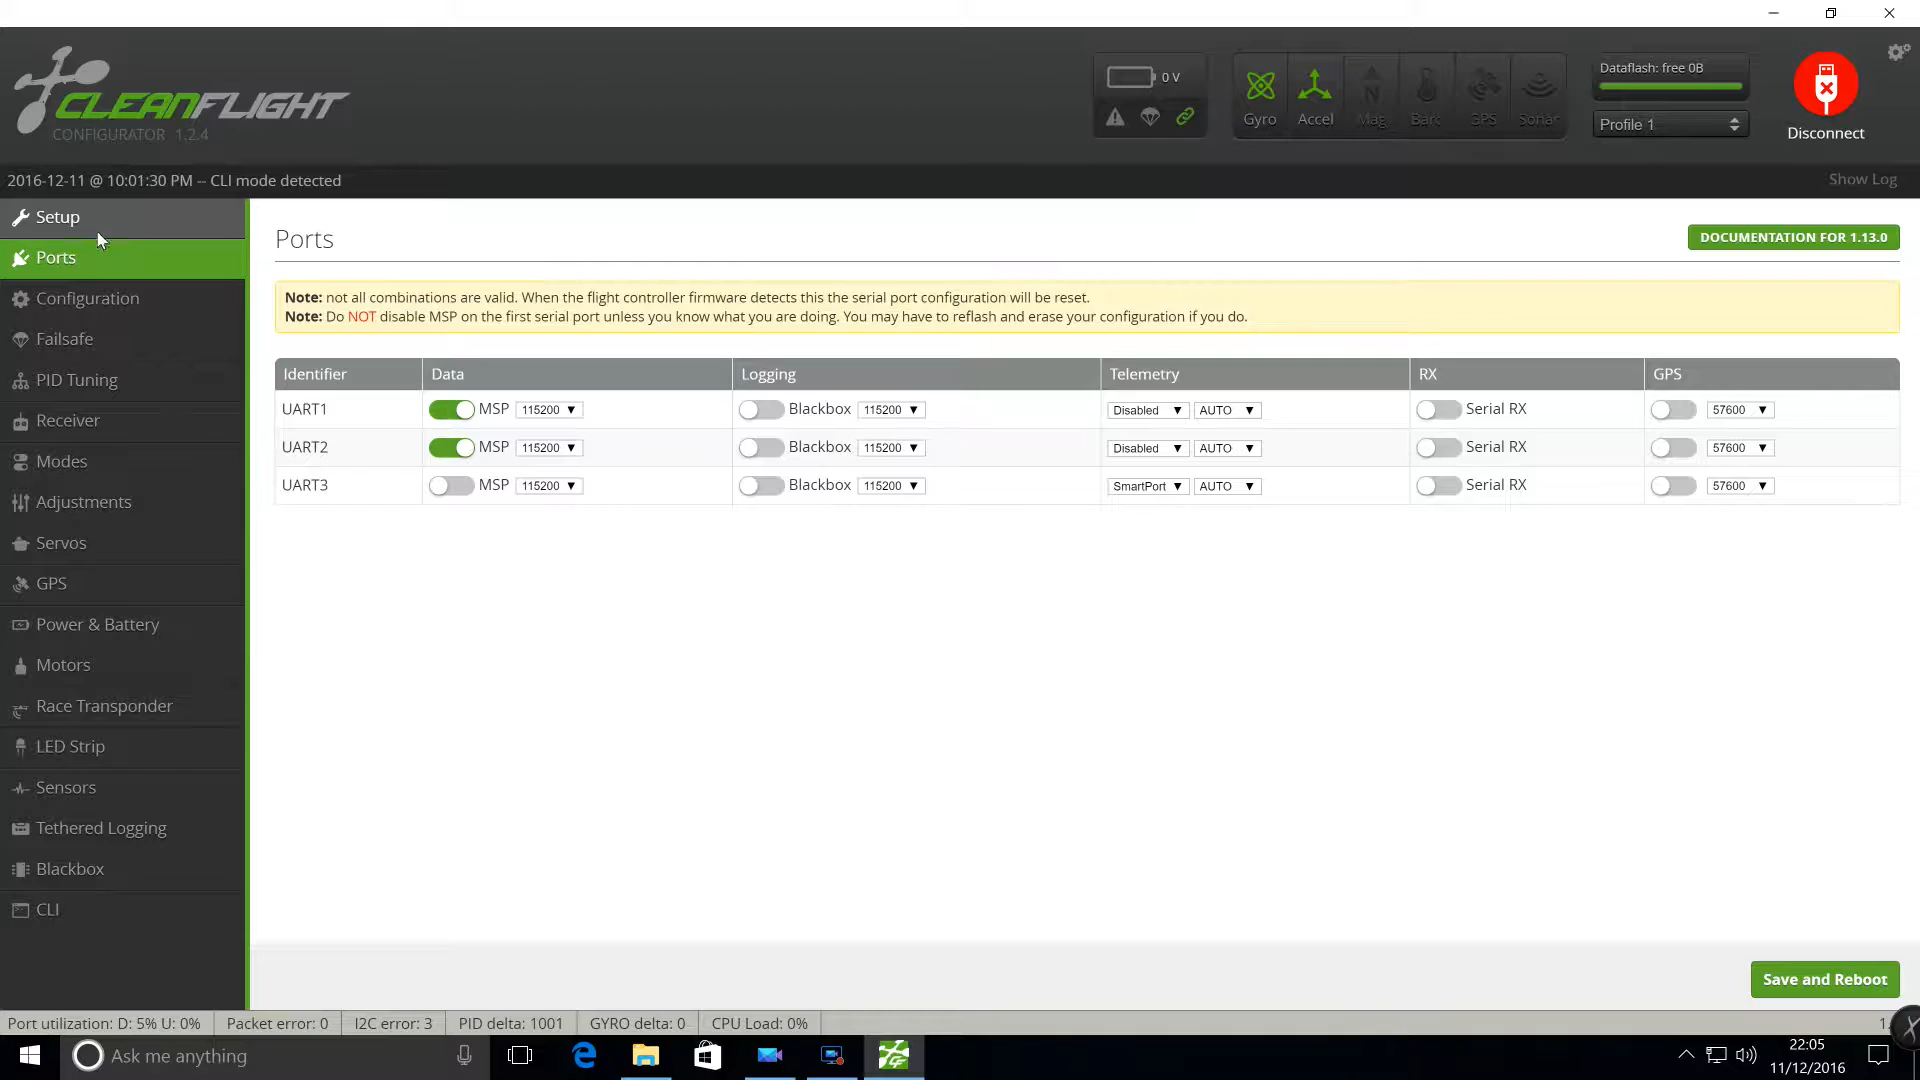 0 V
Gyro Accel Mag Baro GPS Sonar
Dataflash: free 0B
Profile 1
Disconnect
CLEANFLIGHT
CONFIGURATOR 1.2.4
2016-12-11 @ 10:01:30 PM -- CLI mode detected
Show Log
Setup
Ports
Configuration
Failsafe
PID Tuning
Receiver
Modes
Adjustments
Servos
GPS
Power & Battery
Motors
Race Transponder
LED Strip
Sensors
Tethered Logging
Blackbox
CLI
Ports
DOCUMENTATION FOR 1.13.0
Note: not all combinations are valid. When the flight controller firmware detects this the serial port configuration will be reset.
Note: Do NOT disable MSP on the first serial port unless you know what you are doing. You may have to reflash and erase your configuration if you do.
Identifier Data Logging Telemetry RX GPS
UART1 MSP 115200 Blackbox 115200 Disabled AUTO Serial RX 57600
UART2 MSP 115200 Blackbox 115200 Disabled AUTO Serial RX 57600
UART3 MSP 115200 Blackbox 115200 SmartPort AUTO Serial RX 57600
Save and Reboot
Port utilization: D: 5% U: 0% Packet error: 0 I2C error: 3 PID delta: 1001 GYRO delta: 0 CPU Load: 0%
Ask me anything
22:05
11/12/2016